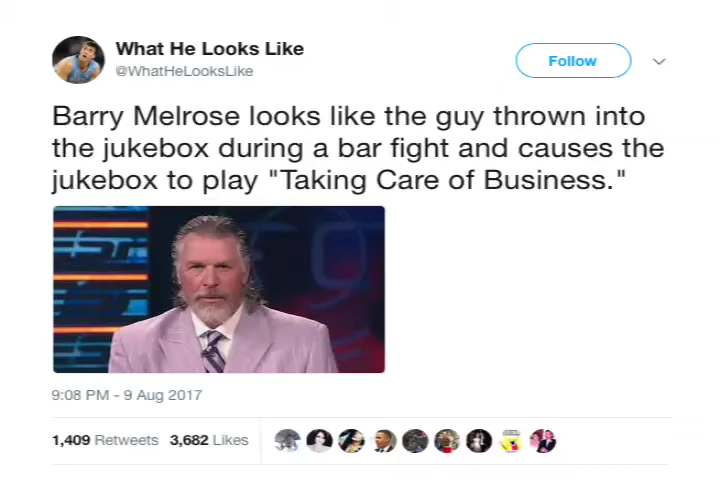 What He Looks Like
@WhatHeLooksLike
Follow
Barry Melrose looks like the guy thrown into
the jukebox during a bar fight and causes the
jukebox to play "Taking Care of Business."
9:08 PM - 9 Aug 2017
1,409 Retweets 3,682 Likes